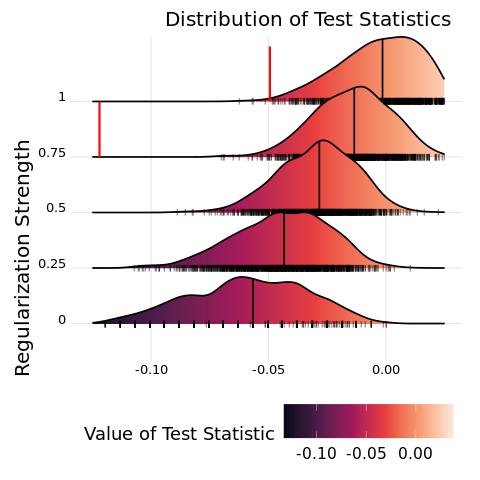 Distribution of Test Statistics
Regularization Strength
1
0.75
0.5
0.25
0
-0.10 -0.05 0.00
Value of Test Statistic
-0.10 -0.05 0.00